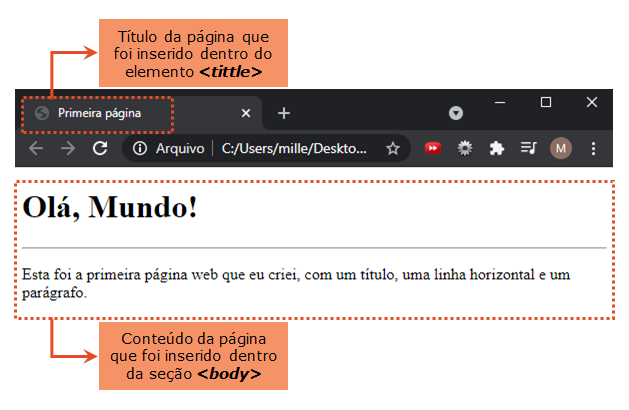 Título da página que
foi inserido dentro do
elemento <tittle>
Primeira página
Arquivo | C:/Users/mille/Deskto...
M
Olá, Mundo!
Esta foi a primeira página web que eu criei, com um título, uma linha horizontal e um
parágrafo.
Conteúdo da página
que foi inserido dentro
da seção <body>